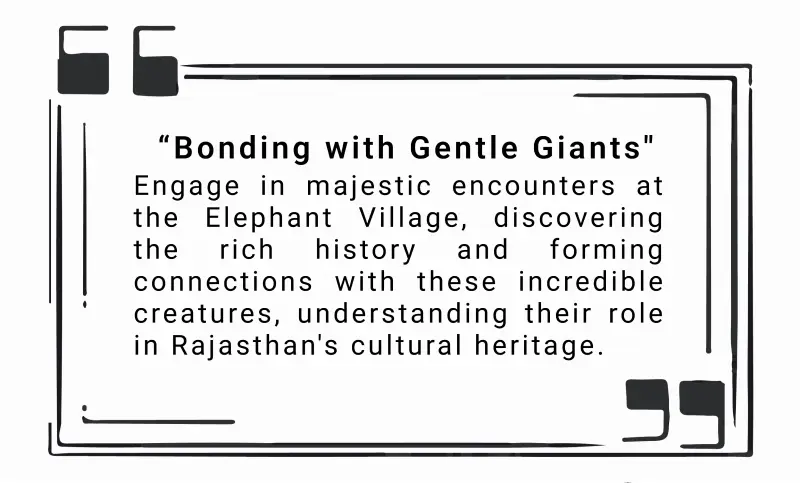 “Bonding with Gentle Giants"
Engage in majestic encounters at
the Elephant Village, discovering
the rich history and forming
connections with these incredible
creatures, understanding their role
in Rajasthan's cultural heritage.